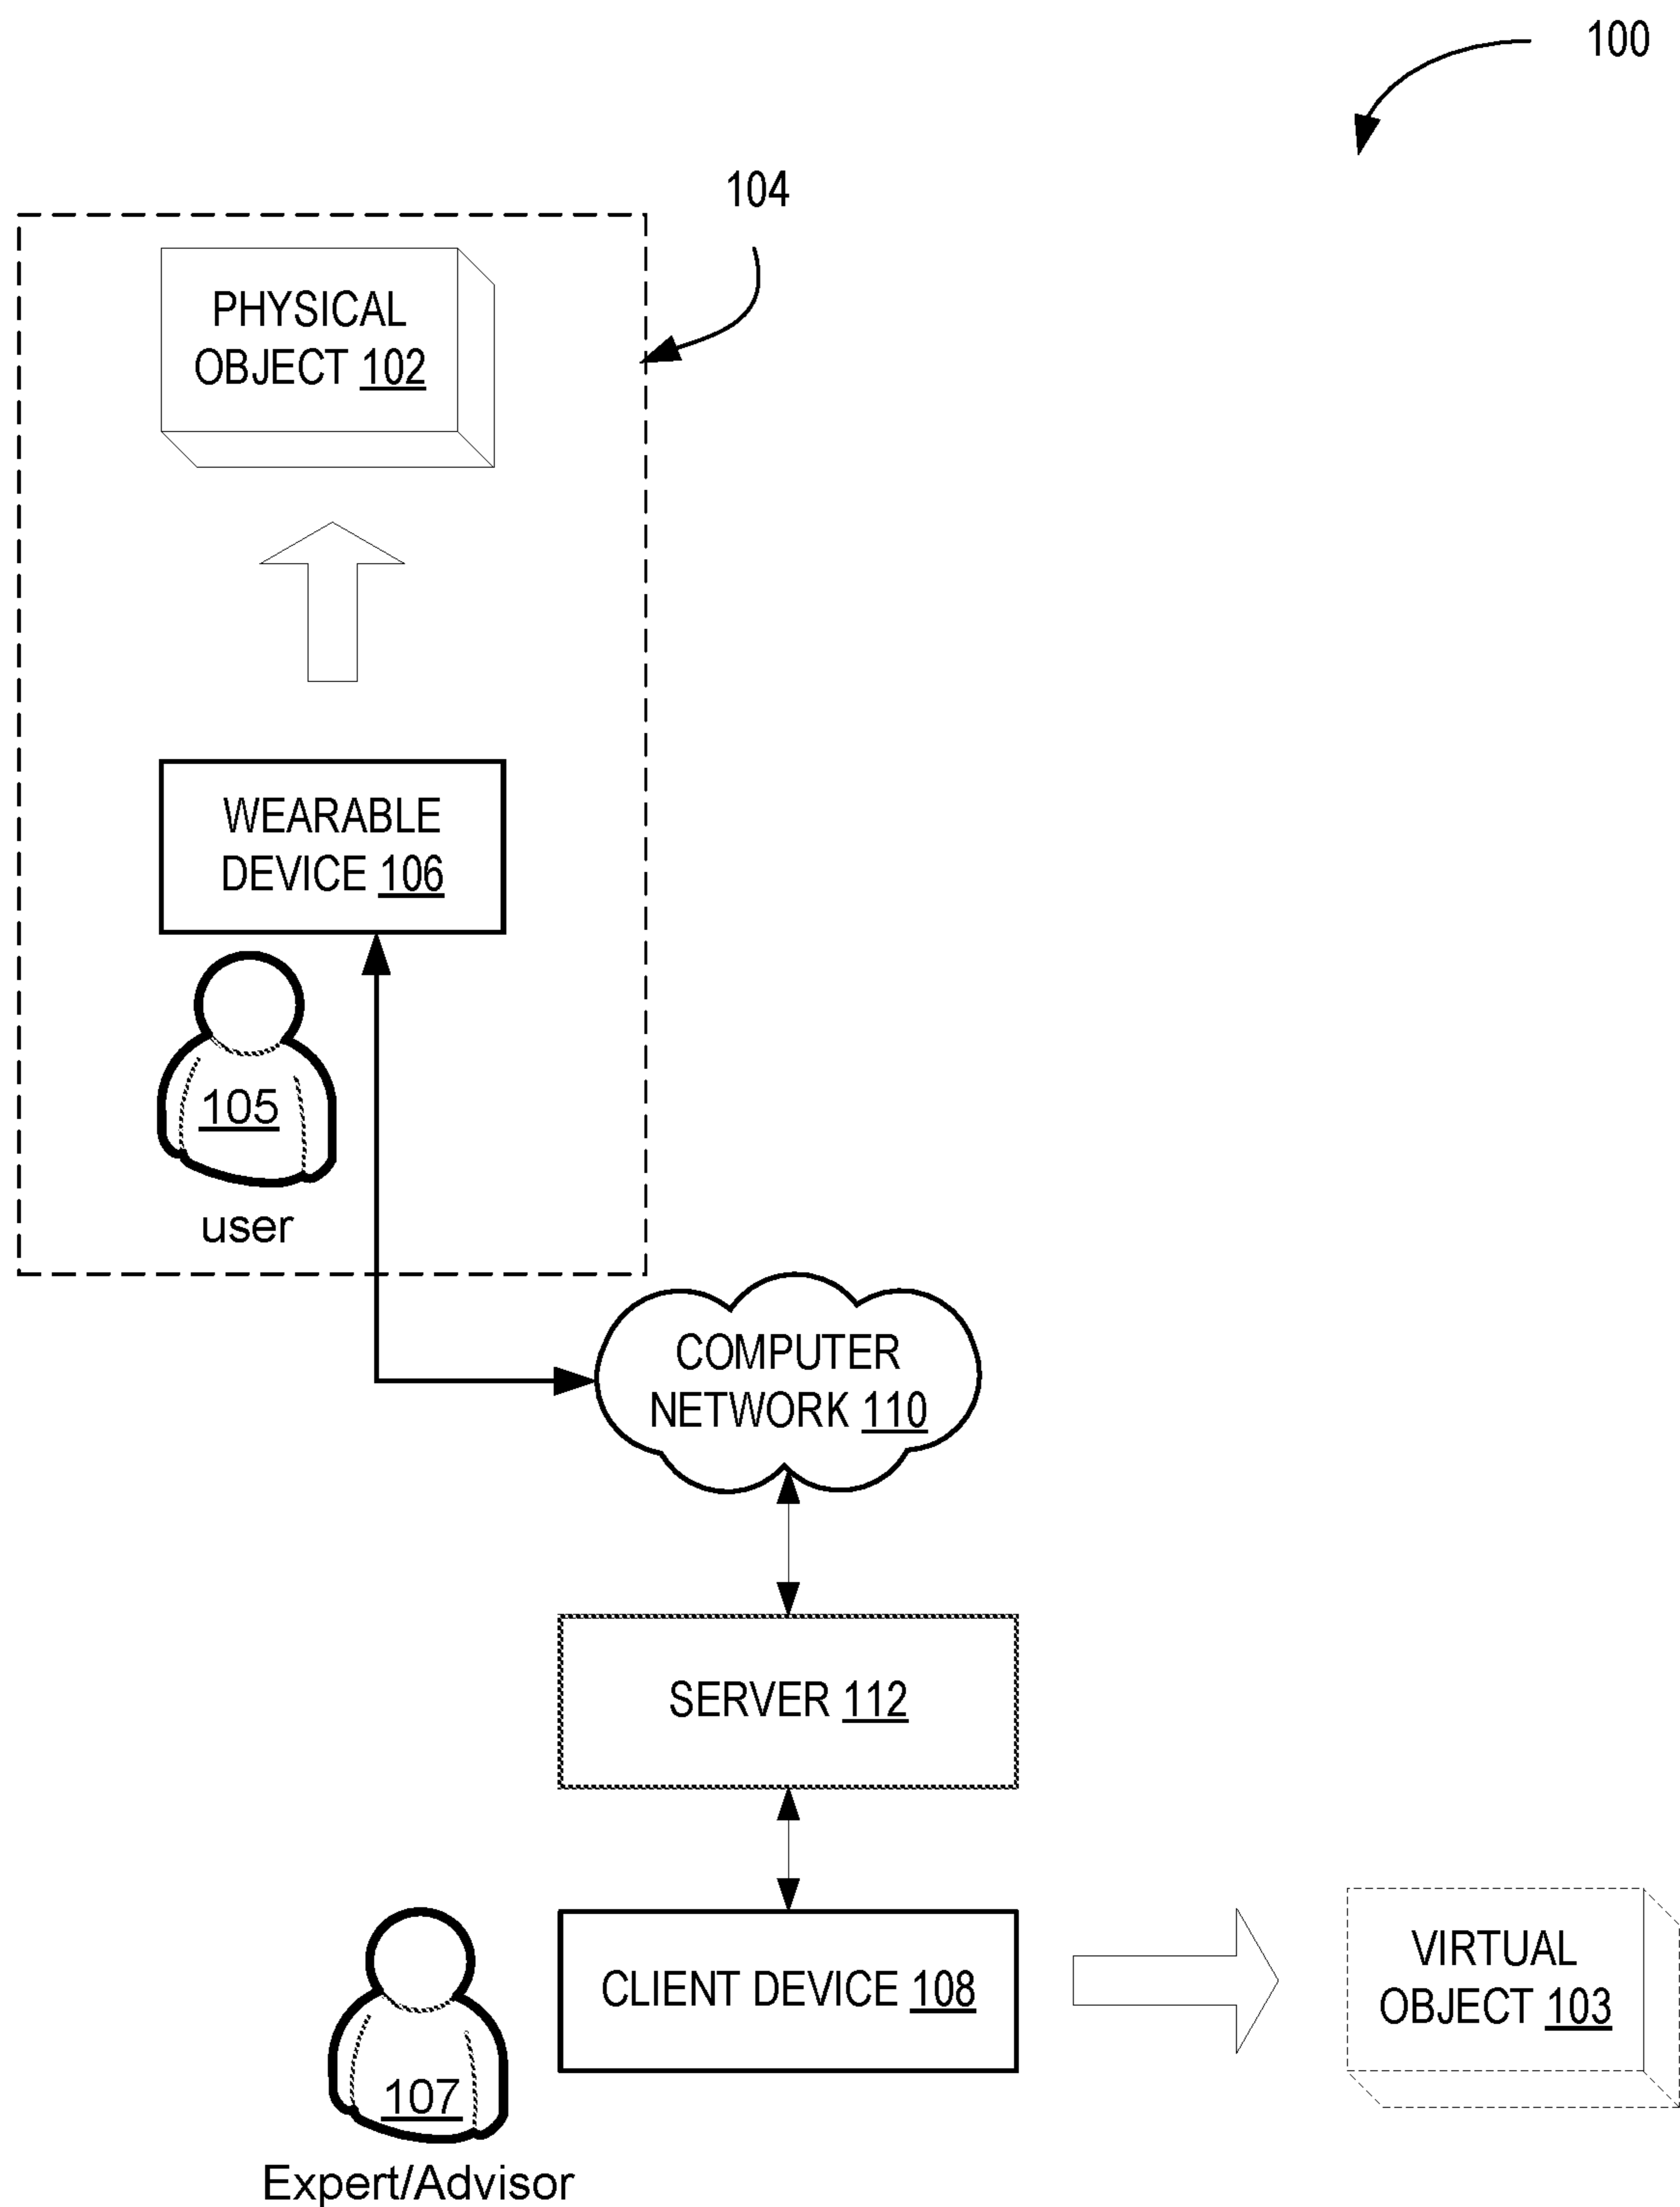 100
104
PHYSICAL
OBJECT 102
WEARABLE
DEVICE 106
105
user
COMPUTER
NETWORK 110
SERVER 112
CLIENT DEVICE 108
VIRTUAL
OBJECT 103
107
Expert/Advisor